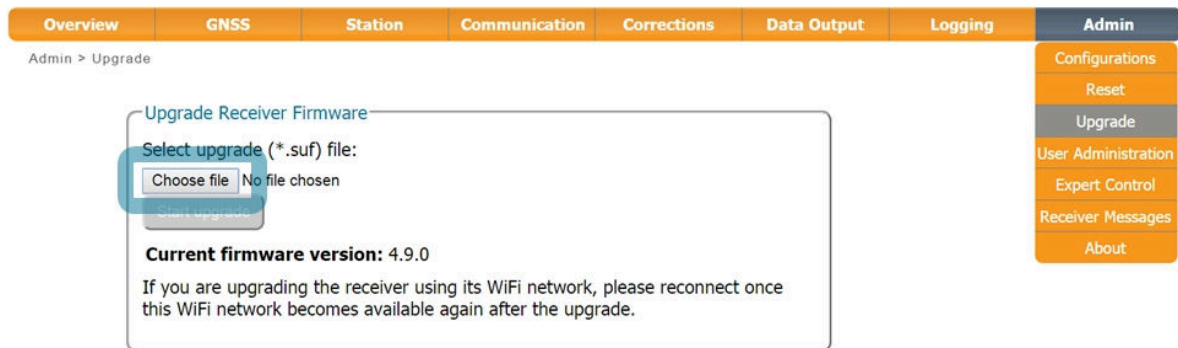 Overview GNSS Station Communication Corrections Data Output Logging Admin
Admin > Upgrade
Configurations
Reset
Upgrade
User Administration
Expert Control
Receiver Messages
About
Upgrade Receiver Firmware
Select upgrade (*.suf) file:
Choose file No file chosen
Start upgrade
Current firmware version: 4.9.0
If you are upgrading the receiver using its WiFi network, please reconnect once
this WiFi network becomes available again after the upgrade.